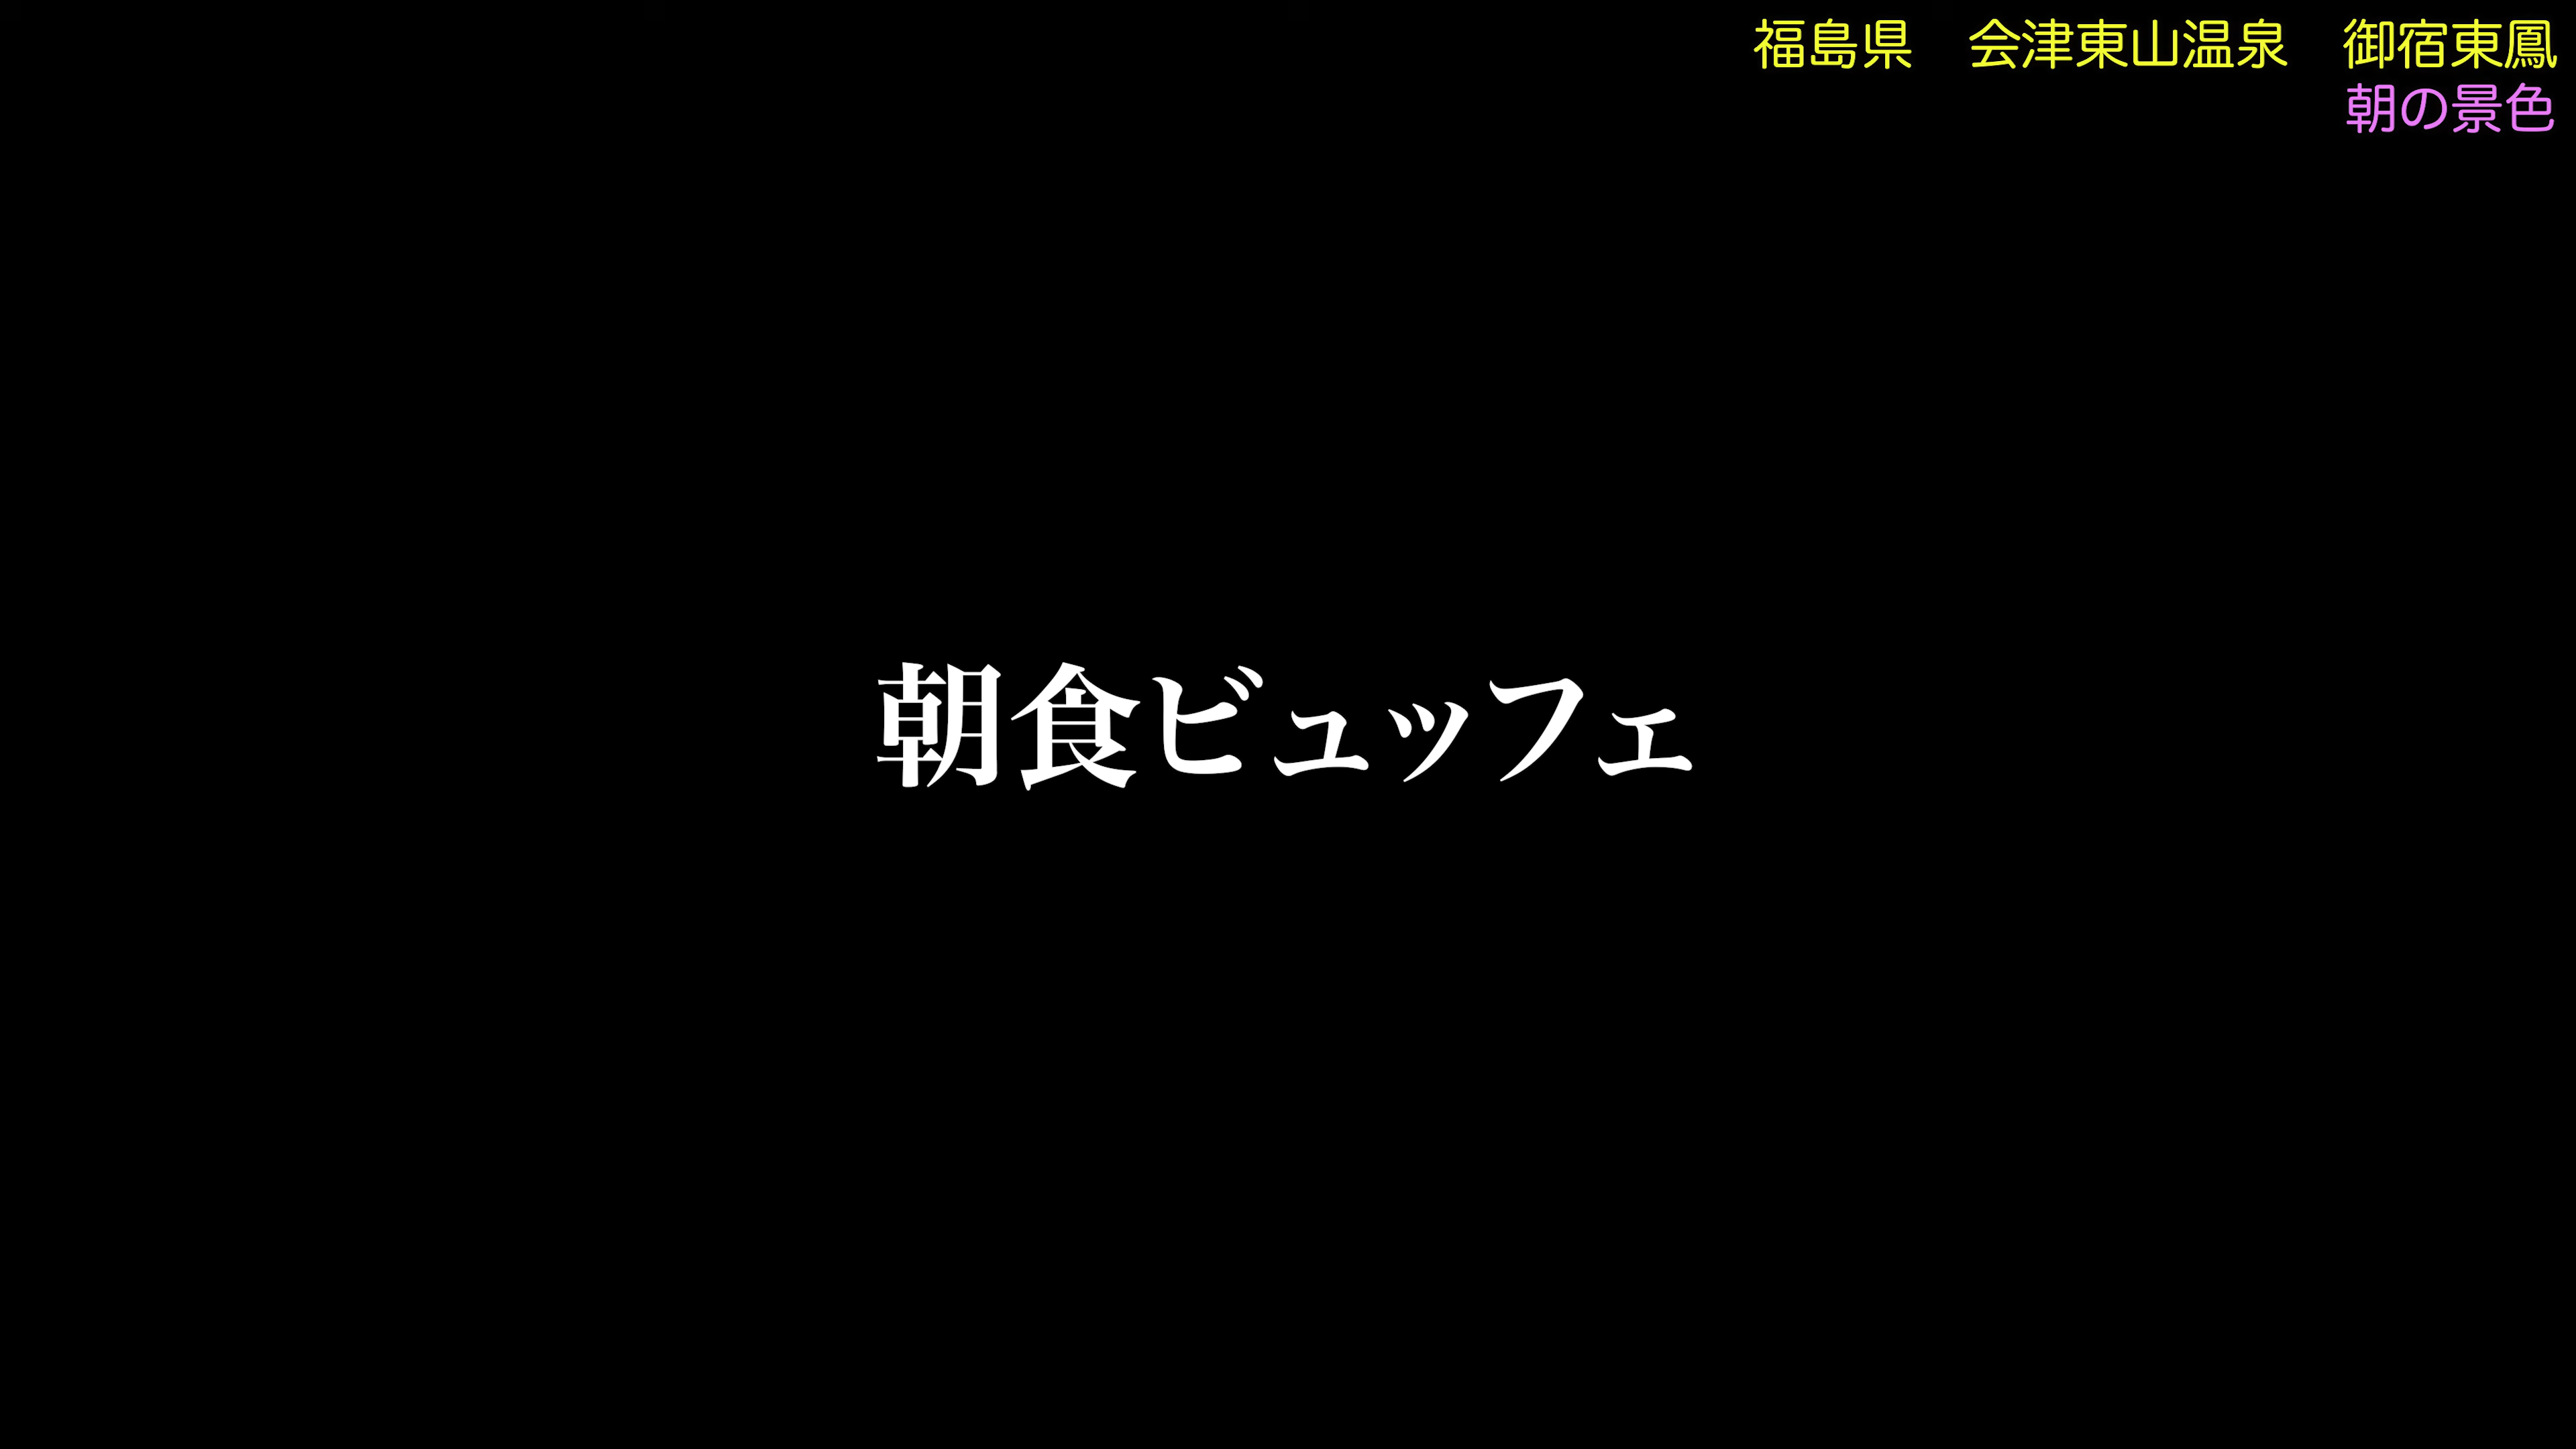 福島県　会津東山温泉　御宿東鳳
朝の景色
朝食ビュッフェ